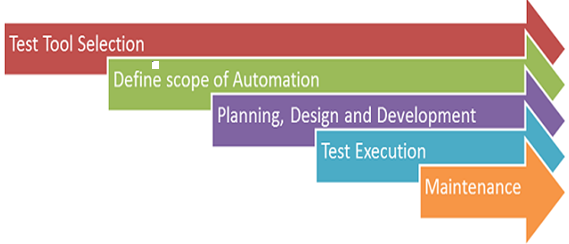 Test Tool Selection
Define scope of Automation
Planning, Design and Development
Test Execution
Maintenance